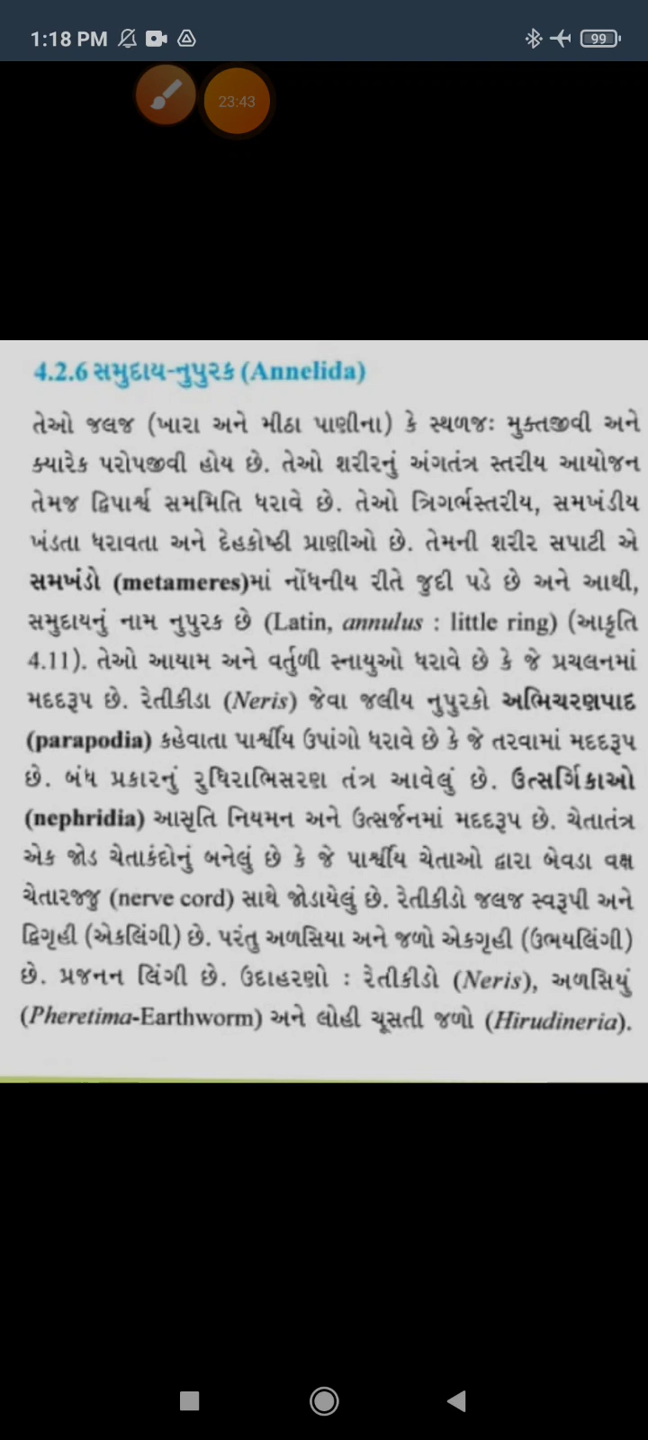 1:18 PM
99
23:43
4.2.6 સમુદાય-નુપુરક (Annelida)
તેઓ જલજ (ખારા અને મીઠા પાણીના) કે સ્થળજઃ મુક્તજીવી અને
ક્યારેક પરોપજીવી હોય છે. તેઓ શરીરનું અંગતંત્ર સ્તરીય આયોજન
તેમજ દ્વિપાર્શ્વ સમમિતિ ધરાવે છે. તેઓ ત્રિગર્ભસ્તરીય, સમખંડીય
ખંડતા ધરાવતા અને દેહકોષ્ઠી પ્રાણીઓ છે. તેમની શરીર સપાટી એ
સમખંડો (metameres)માં નોંધનીય રીતે જુદી પડે છે અને આથી,
સમુદાયનું નામ નુપુરક છે (Latin, annulus : little ring) (આકૃતિ
4.11). તેઓ આયામ અને વર્તુળી સ્નાયુઓ ધરાવે છે કે જે પ્રચલનમાં
મદદરૂપ છે. રેતીકીડા (Neris) જેવા જલીય નુપુરકો અભિચરણપાદ
(parapodia) કહેવાતા પાર્શ્વીય ઉપાંગો ધરાવે છે કે જે તરવામાં મદદરૂપ
છે. બંધ પ્રકારનું રુધિરાભિસરણ તંત્ર આવેલું છે. ઉત્સર્ગિકાઓ
(nephridia) આસૃતિ નિયમન અને ઉત્સર્જનમાં મદદરૂપ છે. ચેતાતંત્ર
એક જોડ ચેતાકંદોનું બનેલું છે કે જે પાર્શ્વીય ચેતાઓ દ્વારા બેવડા વક્ષ
ચેતારજ્જુ (nerve cord) સાથે જોડાયેલું છે. રેતીકીડો જલજ સ્વરૂપી અને
દ્વિગૃહી (એકલિંગી) છે. પરંતુ અળસિયા અને જળો એકગૃહી (ઉભયલિંગી)
છે. પ્રજનન લિંગી છે. ઉદાહરણો : રેતીકીડો (Neris), અળસિયું
(Pheretima-Earthworm) અને લોહી ચૂસતી જળો (Hirudineria).